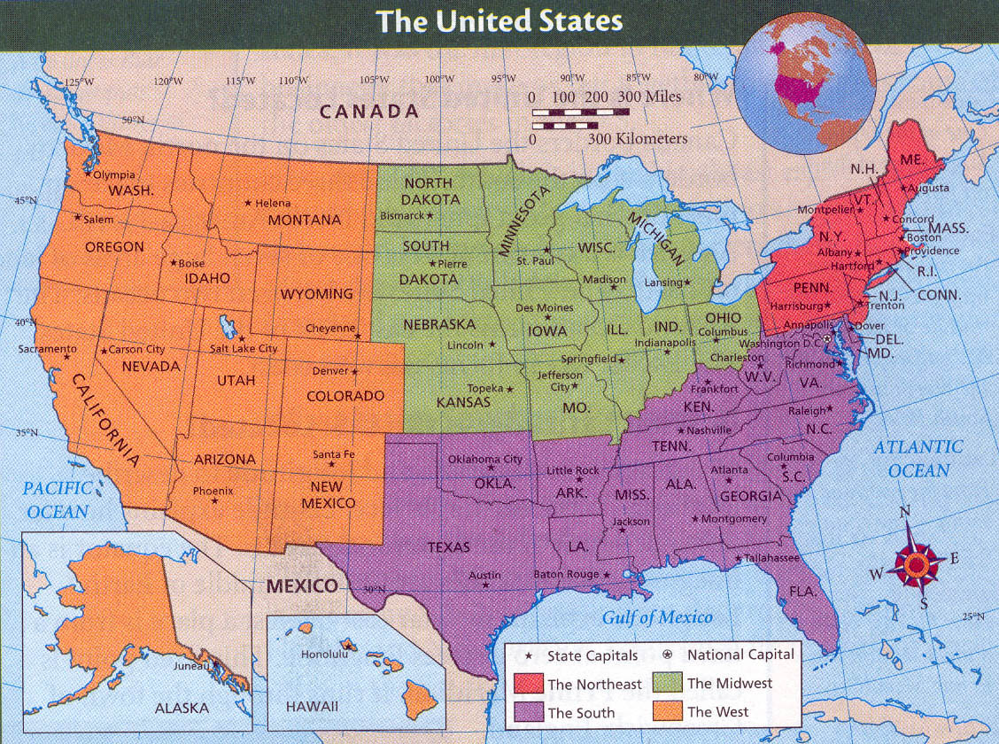 The United States
125°W
120°W
115°W
110°W
105°W
100°W
95°W
90°W
85°W
80°W
0 100 200 300 Miles
0 300 Kilometers
CANADA
50°N
45°N
40°N
35°N
30°N
25°N
Olympia
WASH.
Salem
OREGON
Helena
MONTANA
Boise
IDAHO
WYOMING
Cheyenne
Sacramento
Carson City
NEVADA
CALIFORNIA
Salt Lake City
UTAH
Denver
COLORADO
ARIZONA
Phoenix
Santa Fe
NEW
MEXICO
NORTH
DAKOTA
Bismarck
SOUTH
Pierre
DAKOTA
NEBRASKA
Lincoln
Topeka
KANSAS
MINNESOTA
St. Paul
WISC.
Madison
MICHIGAN
Lansing
Des Moines
IOWA
ILL.
Springfield
IND.
Indianapolis
OHIO
Columbus
Jefferson
City
MO.
ME.
Augusta
N.H.
VT.
Montpelier
Concord
MASS.
Boston
Providence
R.I.
N.Y.
Albany
Hartford
CONN.
PENN.
Harrisburg
N.J.
Trenton
Annapolis
Dover
DEL.
MD.
Washington D.C.
Charleston
W.V.
Richmond
VA.
Frankfort
KEN.
Raleigh
N.C.
Nashville
TENN.
Columbia
S.C.
Atlanta
GEORGIA
ALA.
Montgomery
MISS.
Jackson
Little Rock
ARK.
Oklahoma City
OKLA.
TEXAS
Austin
LA.
Baton Rouge
Tallahassee
FLA.
PACIFIC
OCEAN
ATLANTIC
OCEAN
Gulf of Mexico
MEXICO
N
W E
S
Juneau
ALASKA
Honolulu
HAWAII
State Capitals National Capital
The Northeast The Midwest
The South The West